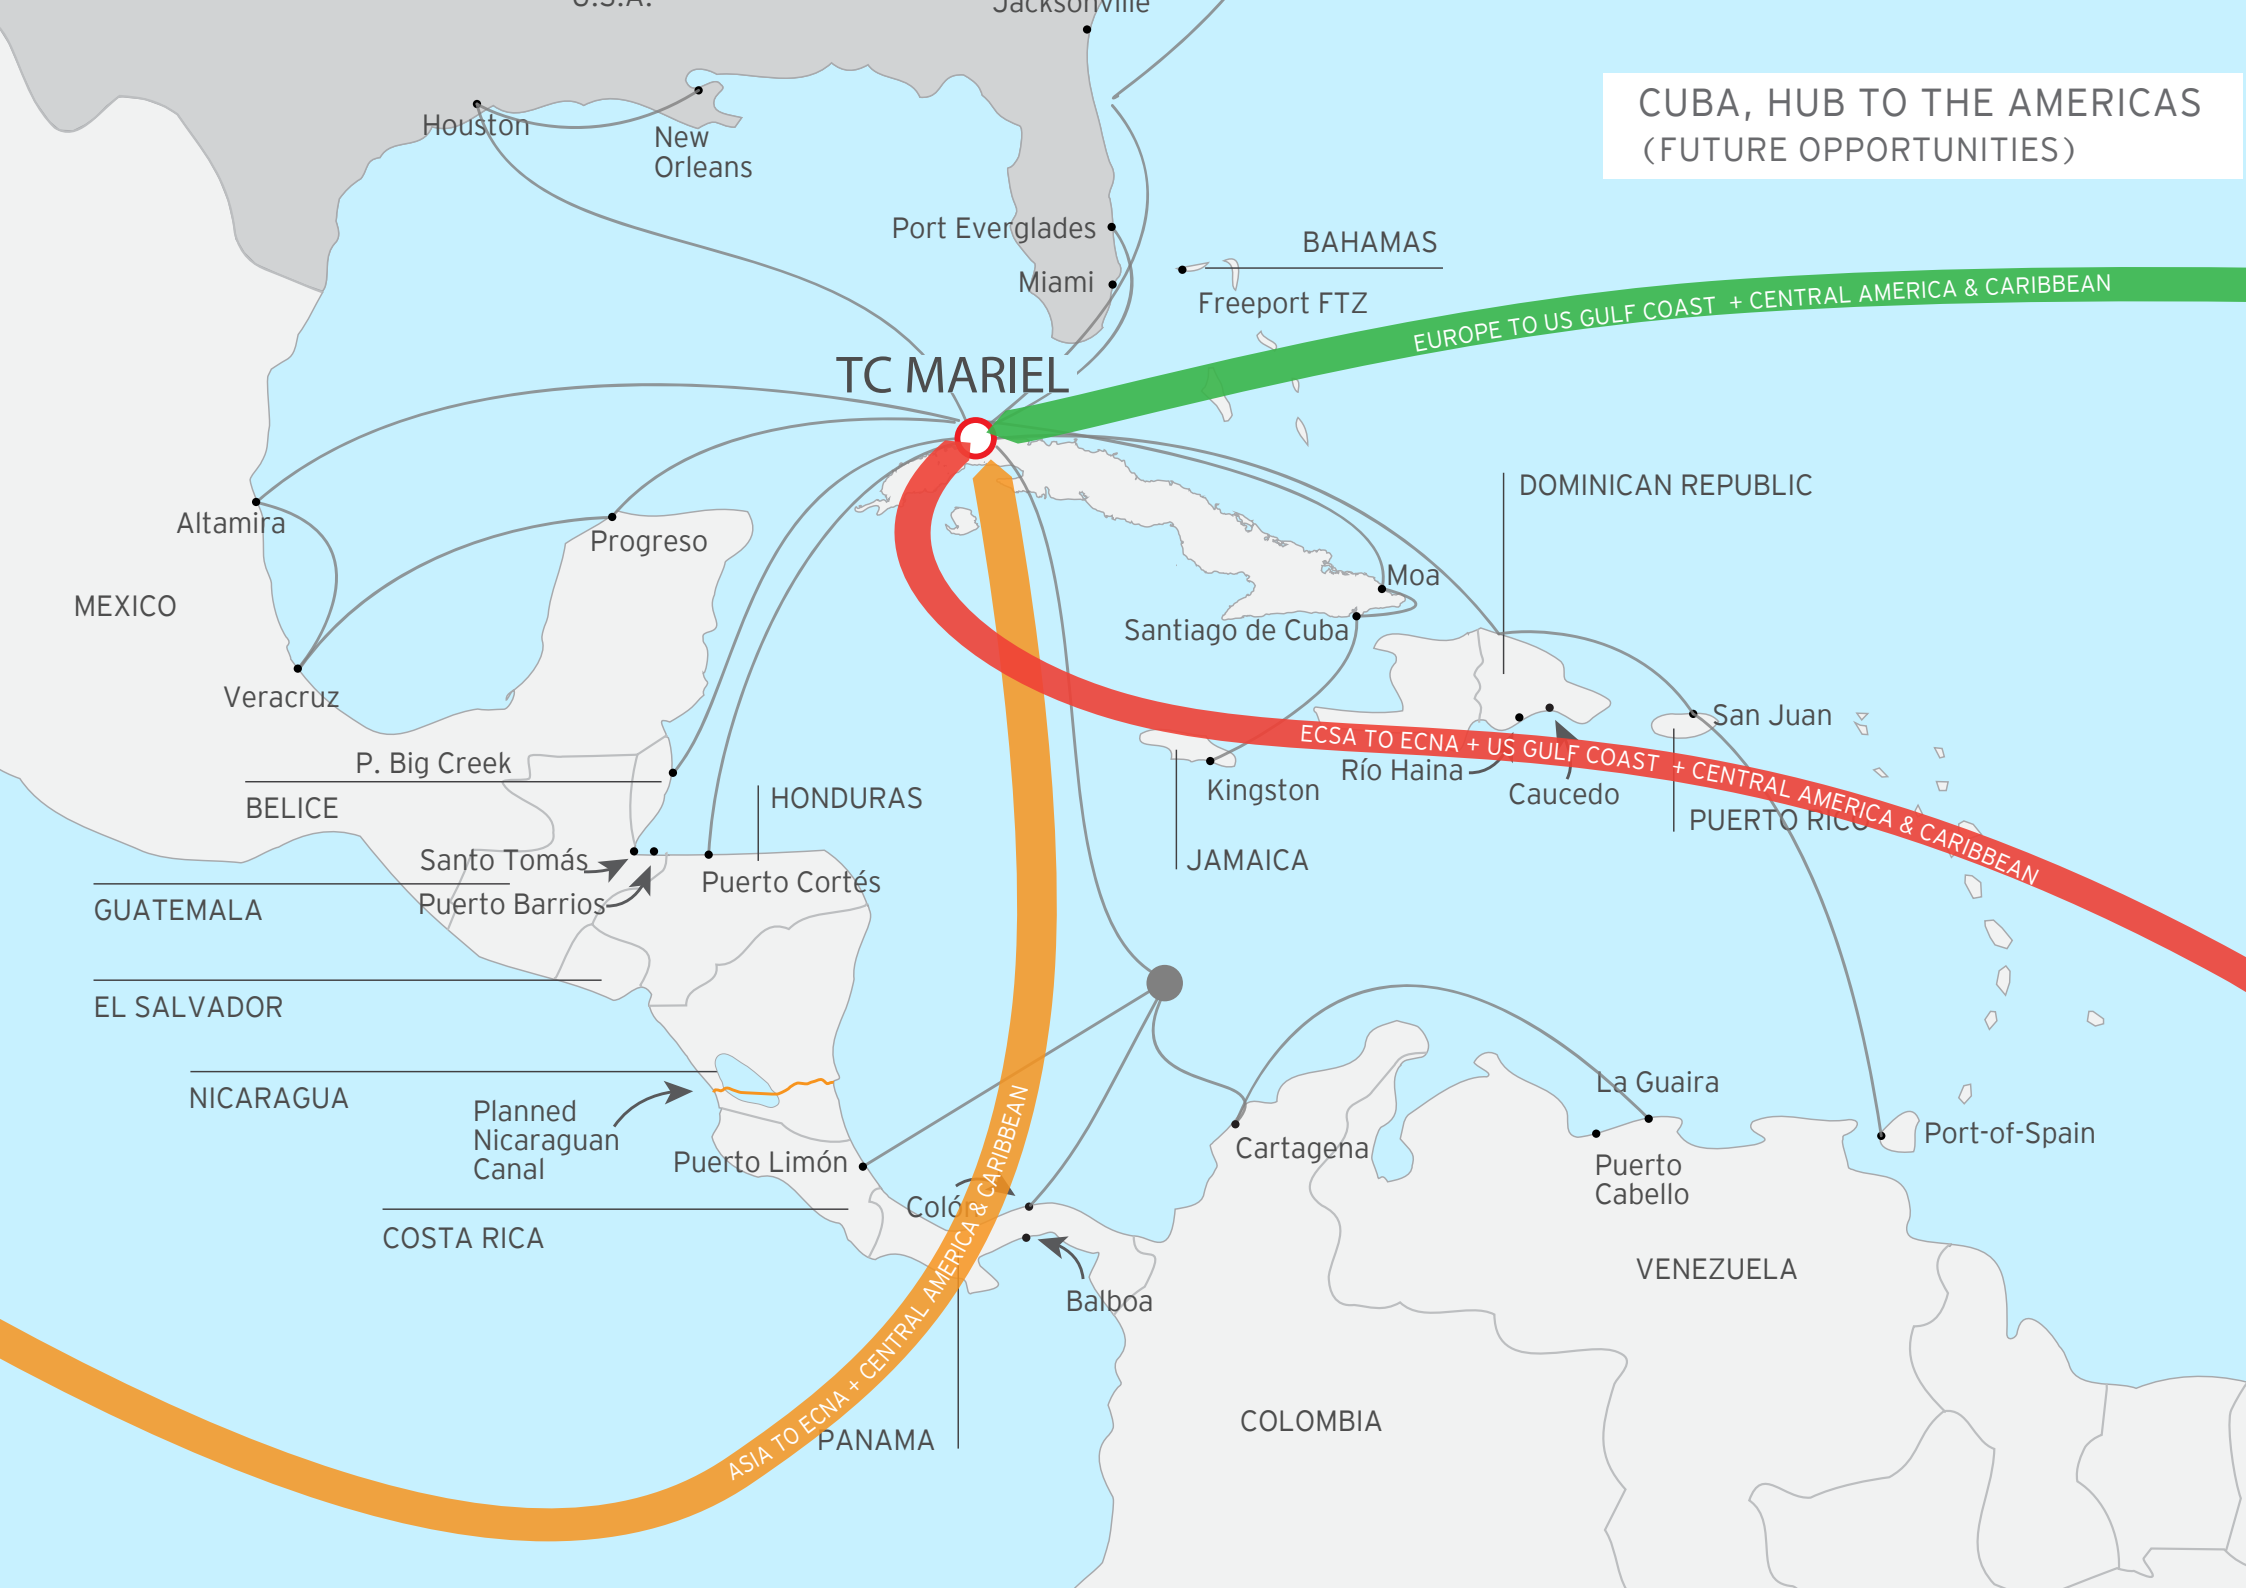 U.S.A.
Jacksonville
CUBA, HUB TO THE AMERICAS
(FUTURE OPPORTUNITIES)
Houston
New
Orleans
Port Everglades
BAHAMAS
Miami
Freeport FTZ
EUROPE TO US GULF COAST + CENTRAL AMERICA & CARIBBEAN
TC MARIEL
DOMINICAN REPUBLIC
Altamira
Progreso
Moa
MEXICO
Santiago de Cuba
Veracruz
San Juan
ECSA TO ECNA + US GULF COAST + CENTRAL AMERICA & CARIBBEAN
P. Big Creek
Río Haina
BELICE
HONDURAS
Kingston
Caucedo
PUERTO RICO
Santo Tomás
JAMAICA
Puerto Cortés
Puerto Barrios
GUATEMALA
EL SALVADOR
NICARAGUA
Planned
Nicaraguan
Canal
La Guaira
Cartagena
Port-of-Spain
Puerto Limón
Puerto
Cabello
Colón
COSTA RICA
VENEZUELA
Balboa
ASIA TO ECNA + CENTRAL AMERICA & CARIBBEAN
PANAMA
COLOMBIA